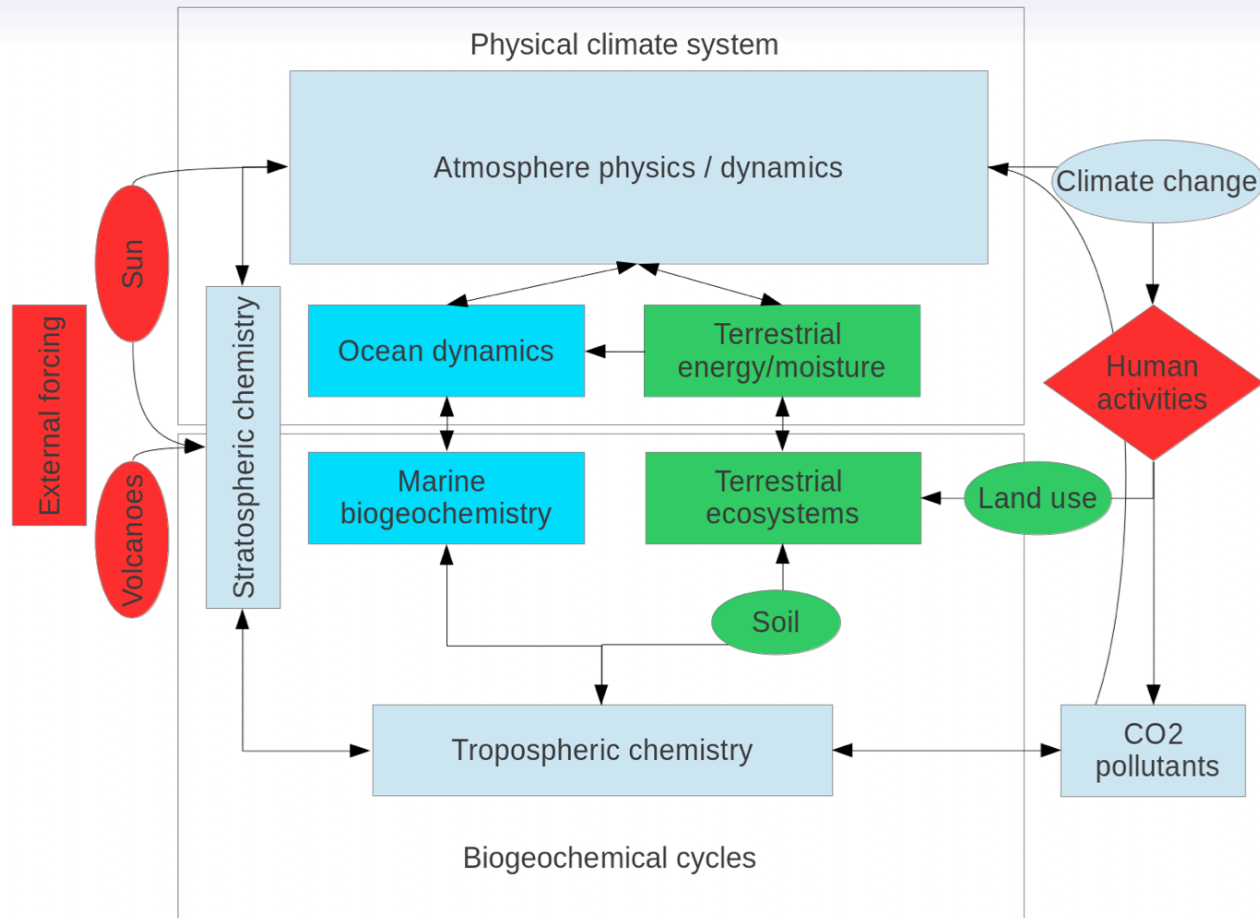 Physical climate system
Atmosphere physics / dynamics
Climate change
Sun
External forcing
Volcanoes
Stratospheric chemistry
Ocean dynamics
Terrestrial
energy/moisture
Human
activities
Marine
biogeochemistry
Terrestrial
ecosystems
Land use
Soil
Tropospheric chemistry
CO2
pollutants
Biogeochemical cycles